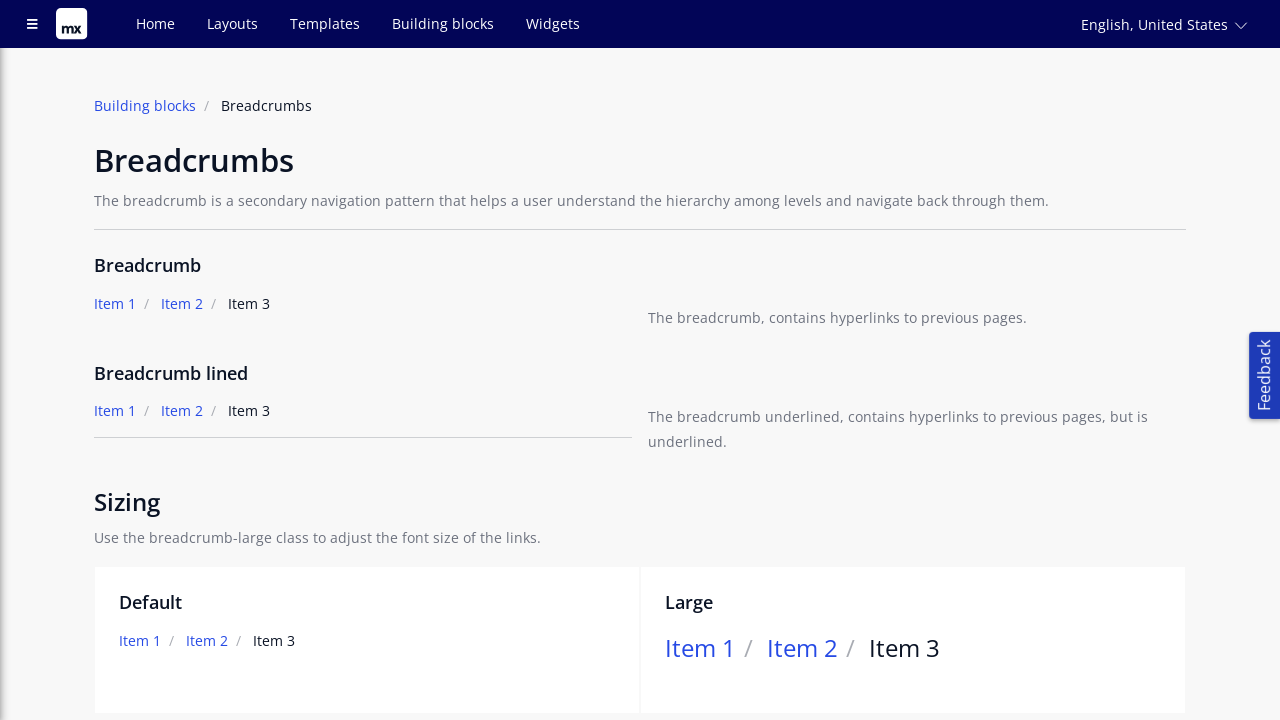 mx
Home
Layouts
Templates
Building blocks
Widgets
English, United States
Building blocks / Breadcrumbs
Breadcrumbs
The breadcrumb is a secondary navigation pattern that helps a user understand the hierarchy among levels and navigate back through them.
Breadcrumb
Item 1 / Item 2 / Item 3
The breadcrumb, contains hyperlinks to previous pages.
Breadcrumb lined
Item 1 / Item 2 / Item 3
The breadcrumb underlined, contains hyperlinks to previous pages, but is
underlined.
Feedback
Sizing
Use the breadcrumb-large class to adjust the font size of the links.
Default
Item 1 / Item 2 / Item 3
Large
Item 1 / Item 2 / Item 3